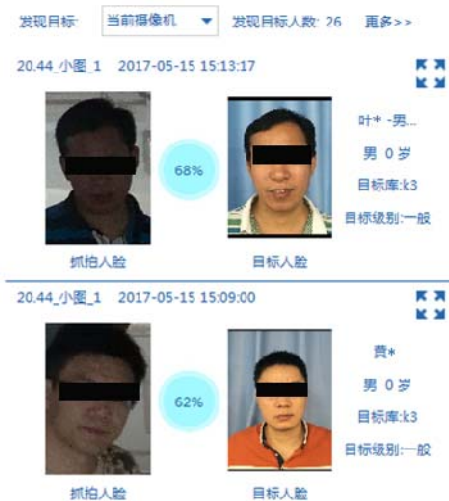 发现目标: 当前摄像机 发现目标人数: 26 更多>>
20.44_小图_1 2017-05-15 15:13:17
68%
叶* -男...
男 0 岁
目标库:k3
目标级别:一般
抓拍人脸 目标人脸
20.44_小图_1 2017-05-15 15:09:00
62%
黄*
男 0 岁
目标库:k3
目标级别:一般
抓拍人脸 目标人脸